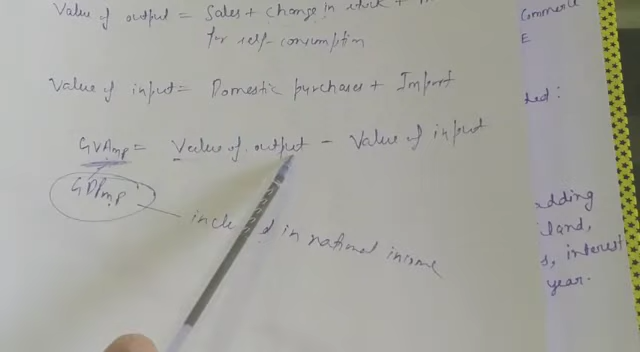 Value of output = Sales + Change in stock +
for self-consumption
Value of input = Domestic purchases + Import
GVAmp = Value of output - Value of input
GDPmp
included in national income
Commerce
E
ted:
adding
land,
s, interest
year.